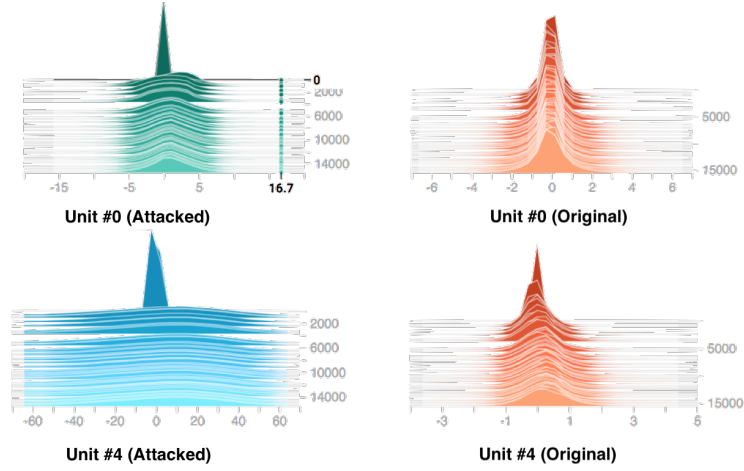 0
2000
6000
10000
14000
-15 -5 5 16.7
Unit #0 (Attacked)
5000
15000
-6 -4 -2 0 2 4 6
Unit #0 (Original)
2000
6000
10000
14000
-60 -40 -20 0 20 40 60
Unit #4 (Attacked)
5000
15000
-3 -1 1 3 5
Unit #4 (Original)